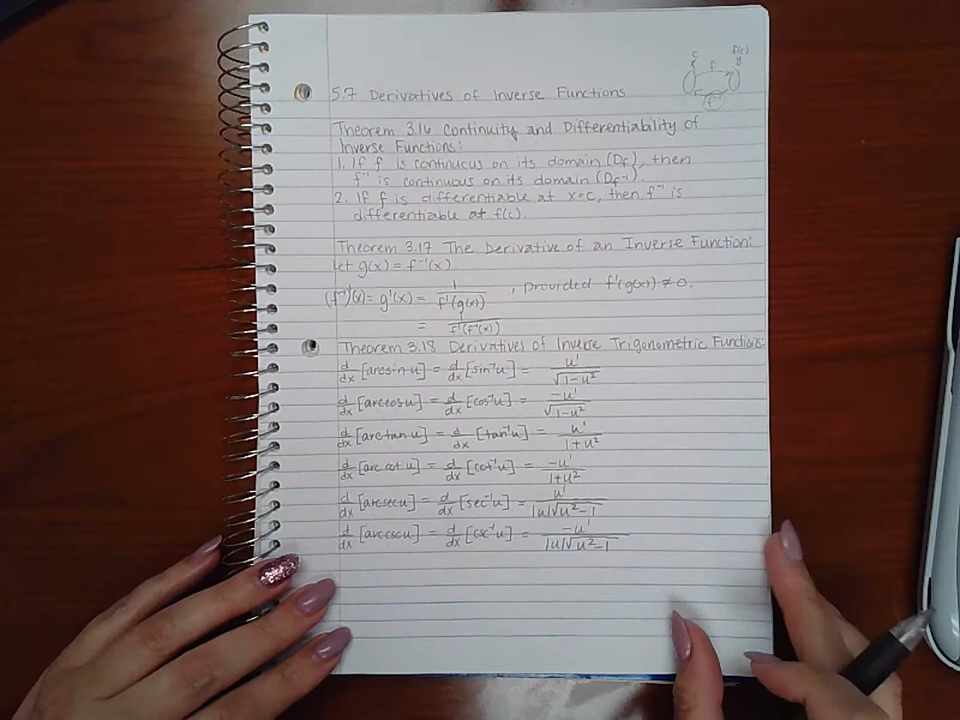 c f(c)
f
f⁻¹
5.7 Derivatives of Inverse Functions
Theorem 3.16 Continuity and Differentiability of
Inverse Functions:
1. If f is continuous on its domain (Df), then
f⁻¹ is continuous on its domain (Df⁻¹).
2. If f is differentiable at x=c, then f⁻¹ is
differentiable at f(c).
Theorem 3.17 The Derivative of an Inverse Function:
let g(x) = f⁻¹(x)
(f⁻¹)'(x) = g'(x) = 1/f'(g(x)) , provided f'(g(x)) ≠ 0.
= 1/f'(f⁻¹(x))
Theorem 3.18 Derivatives of Inverse Trigonometric Functions:
d/dx [arcsin u] = d/dx [sin⁻¹u] = u'/√(1-u²)
d/dx [arccos u] = d/dx [cos⁻¹u] = -u'/√(1-u²)
d/dx [arctan u] = d/dx [tan⁻¹u] = u'/(1+u²)
d/dx [arccot u] = d/dx [cot⁻¹u] = -u'/(1+u²)
d/dx [arcsec u] = d/dx [sec⁻¹u] = u'/(|u|√(u²-1))
d/dx [arccsc u] = d/dx [csc⁻¹u] = -u'/(|u|√(u²-1))